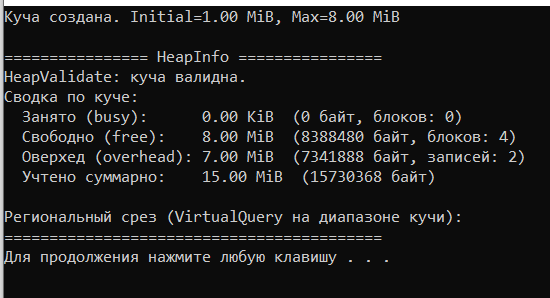 Куча создана. Initial=1.00 MiB, Max=8.00 MiB
================ HeapInfo ================
HeapValidate: куча валидна.
Сводка по куче:
Занято (busy): 0.00 KiB (0 байт, блоков: 0)
Свободно (free): 8.00 MiB (8388480 байт, блоков: 4)
Оверхед (overhead): 7.00 MiB (7341888 байт, записей: 2)
Учтено суммарно: 15.00 MiB (15730368 байт)
Региональный срез (VirtualQuery на диапазоне кучи):
==========================================
Для продолжения нажмите любую клавишу . . .